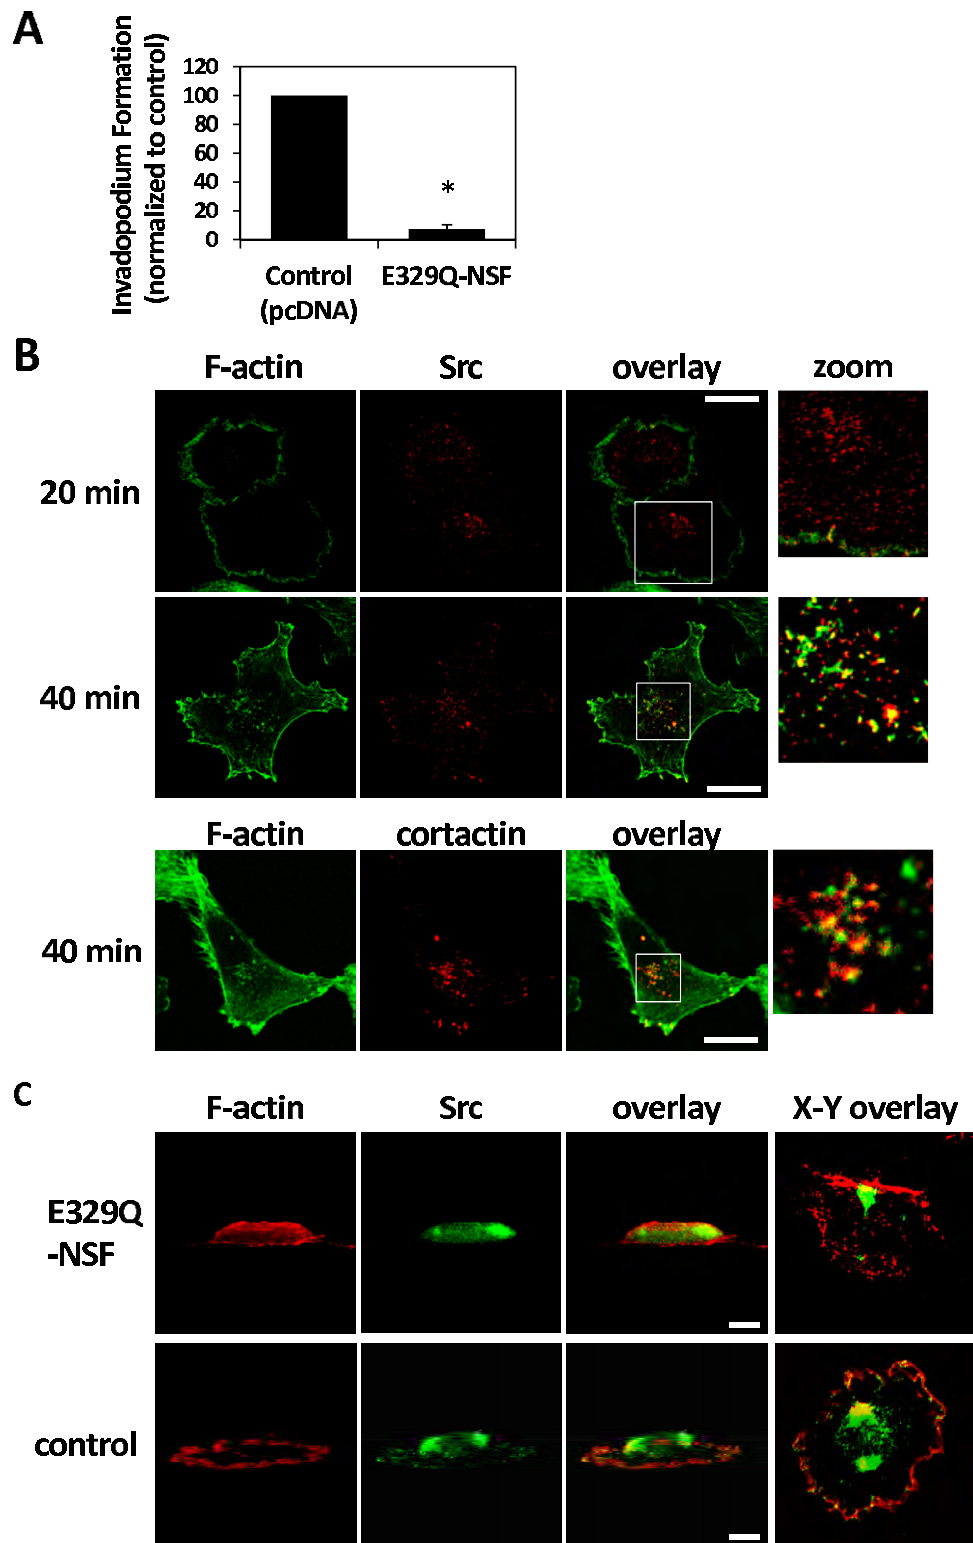 A
Invadopodium Formation
(normalized to control)
120
100
80
60
40
20
0
*
Control
(pcDNA)
E329Q-NSF
B
F-actin Src overlay zoom
20 min
40 min
F-actin cortactin overlay
40 min
C
F-actin Src overlay X-Y overlay
E329Q
-NSF
control